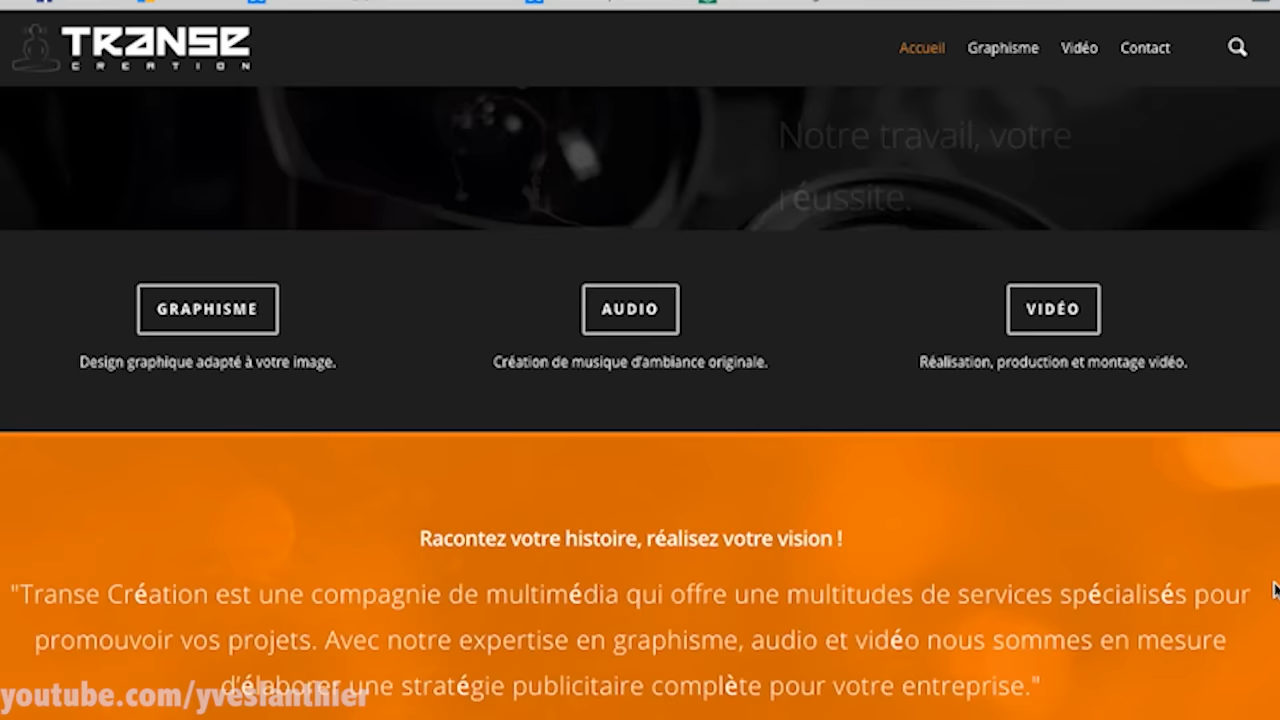 TRANSE
CREATION
Accueil Graphisme Vidéo Contact
Notre travail, votre
réussite.
GRAPHISME AUDIO VIDÉO
Design graphique adapté à votre image. Création de musique d'ambiance originale. Réalisation, production et montage vidéo.
Racontez votre histoire, réalisez votre vision !
"Transe Création est une compagnie de multimédia qui offre une multitudes de services spécialisés pour
promouvoir vos projets. Avec notre expertise en graphisme, audio et vidéo nous sommes en mesure
d'élaborer une stratégie publicitaire complète pour votre entreprise."
youtube.com/yveslanthier